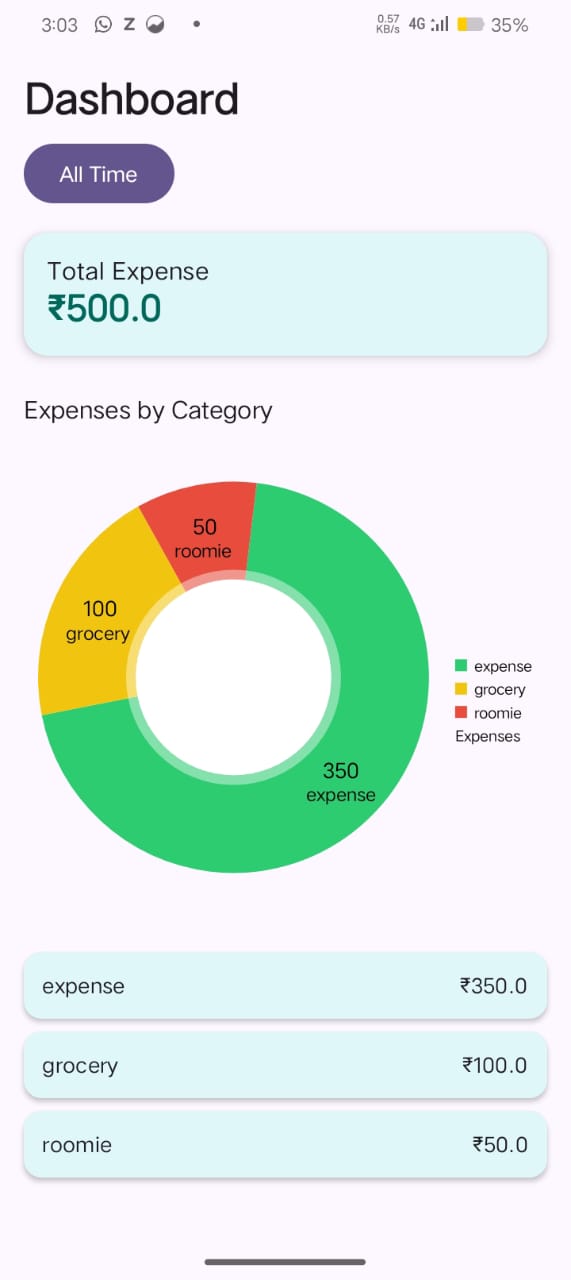 3:03 Z 0.57 KB/s 4G 35%
Dashboard
All Time
Total Expense
₹500.0
Expenses by Category
50
roomie
100
grocery
350
expense
expense
grocery
roomie
Expenses
expense ₹350.0
grocery ₹100.0
roomie ₹50.0